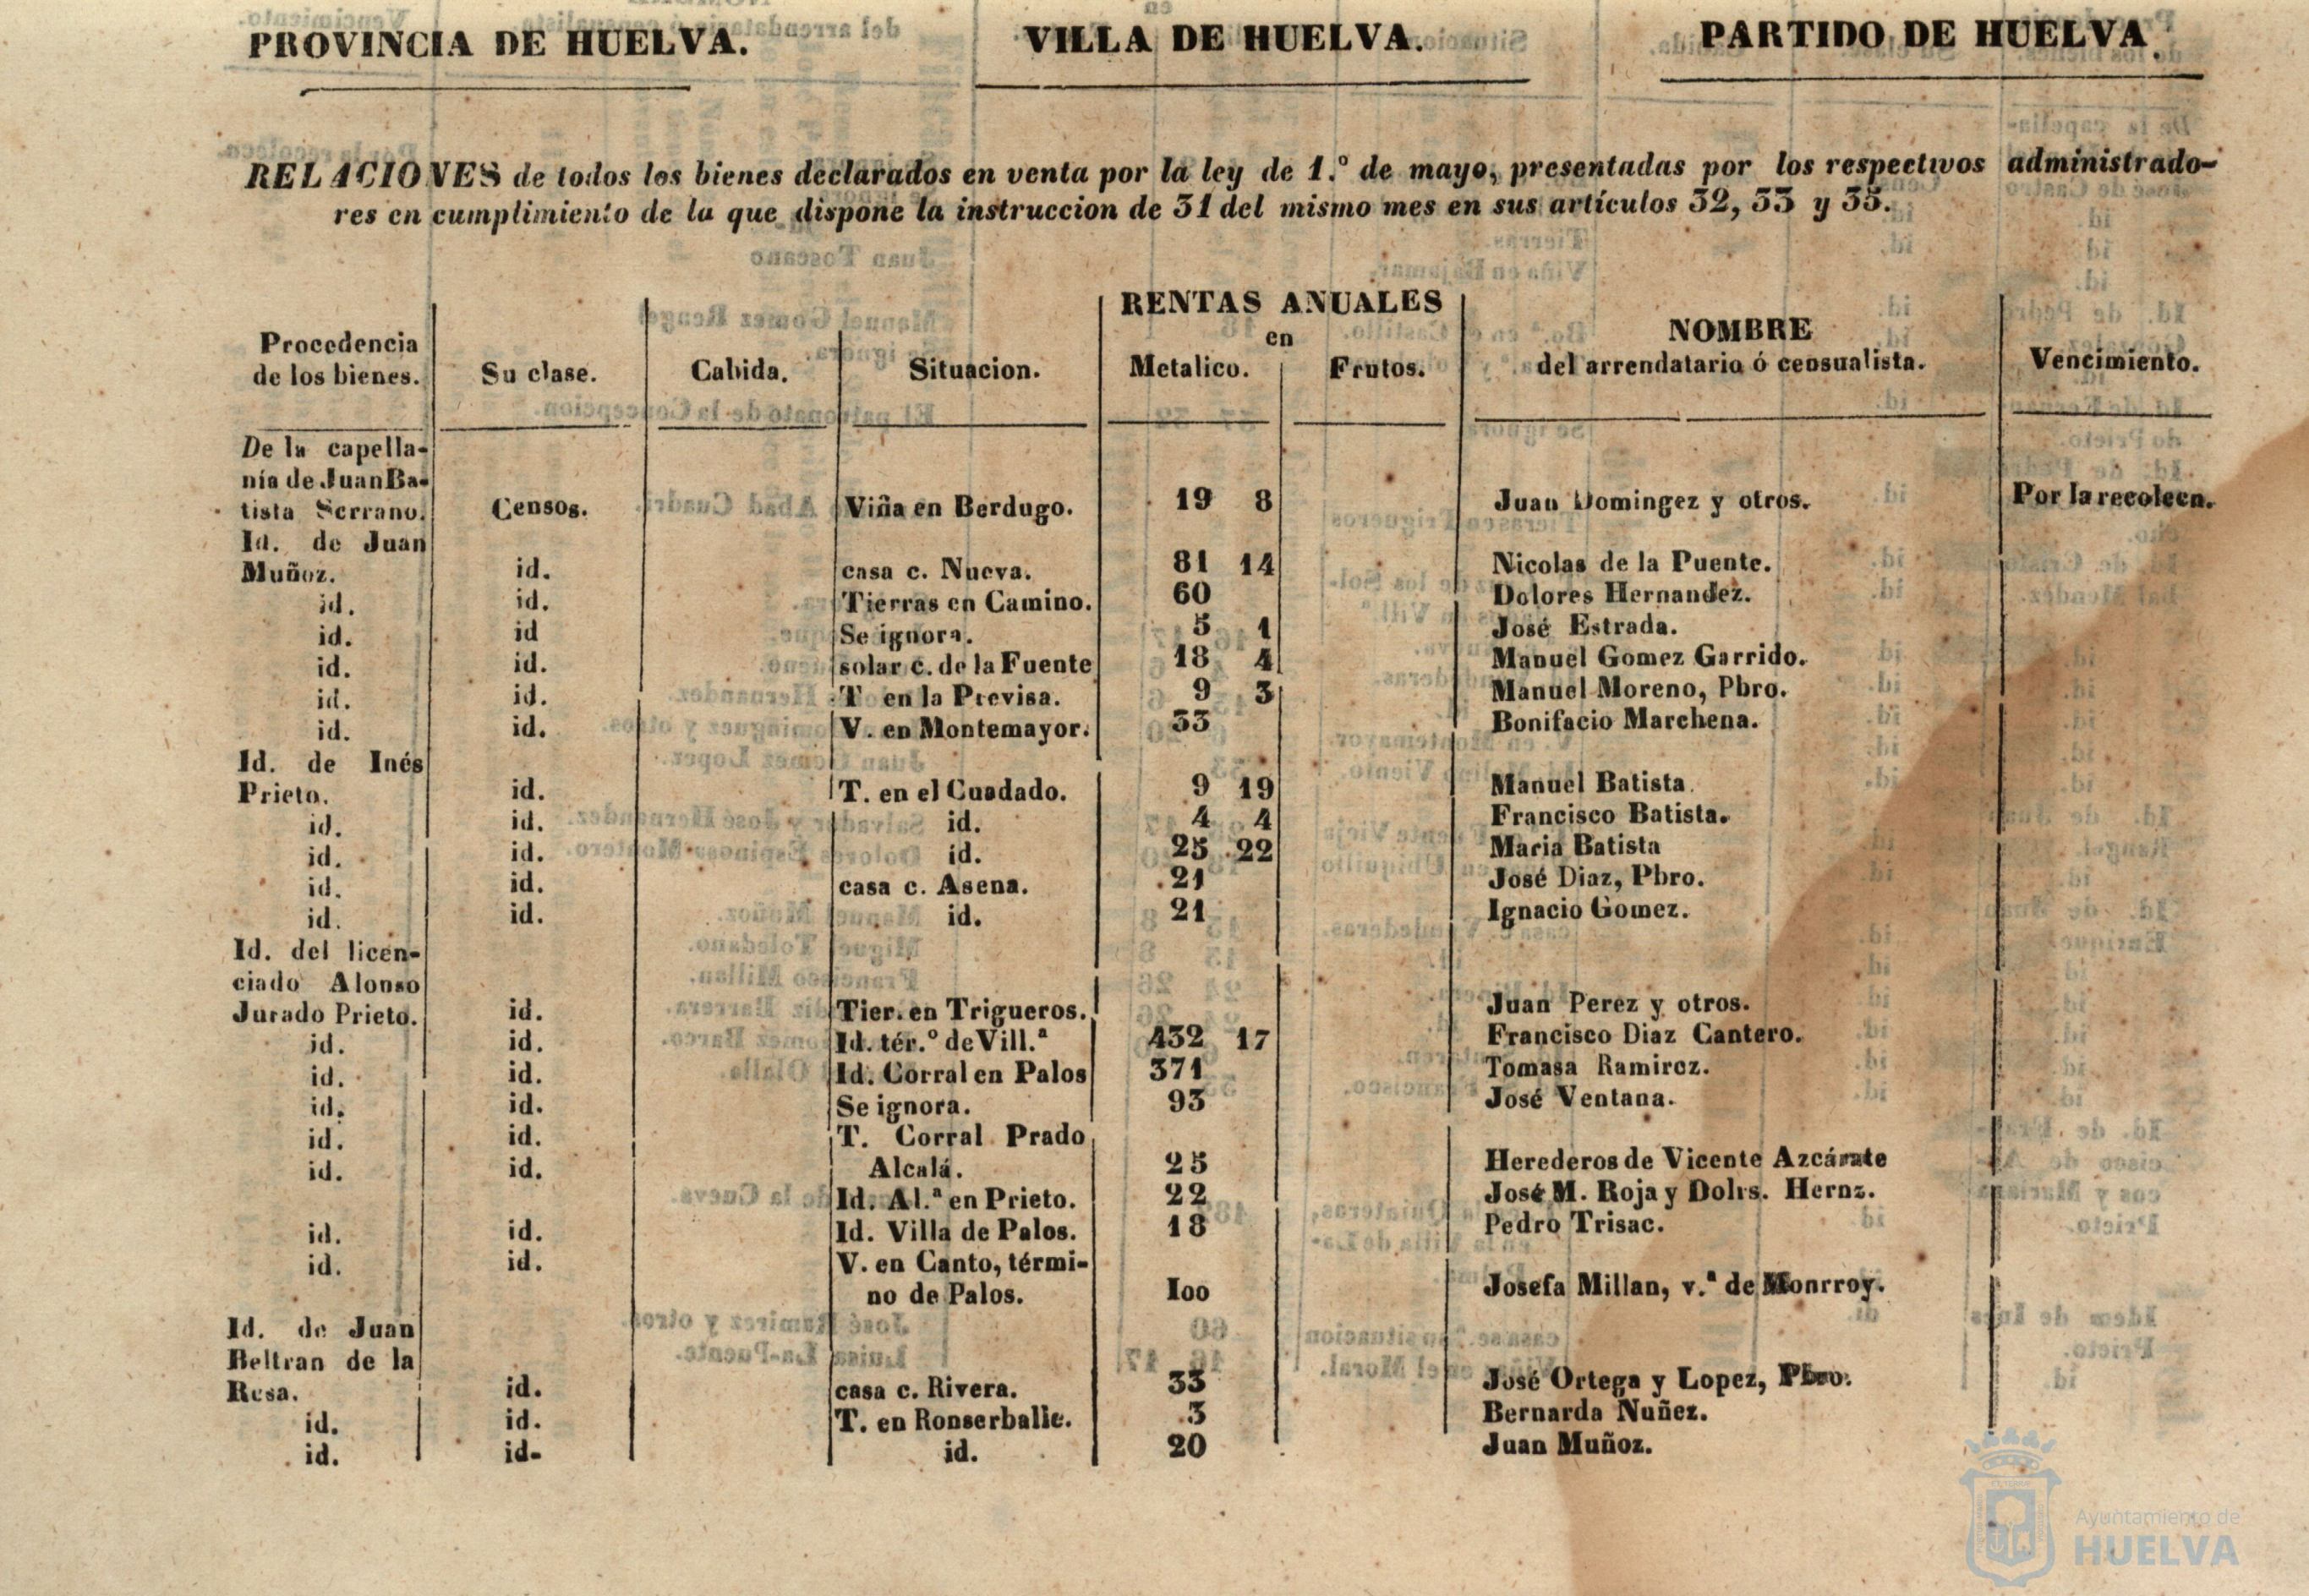 PROVINCIA DE HUELVA. VILLA DE HUELVA. PARTIDO DE HUELVA.
RELACIONES de todos los bienes declarados en venta por la ley de 1.º de mayo, presentadas por los respectivos administrado-
res en cumplimiento de la que dispone la instruccion de 31 del mismo mes en sus artículos 32, 33 y 35.
RENTAS ANUALES
en
Procedencia de los bienes. Su clase. Cabida. Situacion. Metalico. Frutos. NOMBRE del arrendatario ó censualista. Vencimiento.
De la capella-
nía de Juan Ba-
tista Serrano. Censos. Viña en Berdugo. 19 8 Juan Domingez y otros. Por la recolecn.
Id. de Juan
Muñoz. id. casa c. Nueva. 81 14 Nicolas de la Puente.
id. id. Tierras en Camino. 60 Dolores Hernandez.
id. id Se ignora. 5 1 José Estrada.
id. id. solar c. de la Fuente 18 4 Manuel Gomez Garrido.
id. id. T en la Previsa. 9 3 Manuel Moreno, Pbro.
id. id. V. en Montemayor. 33 Bonifacio Marchena.
Id. de Inés
Prieto. id. T. en el Cuadado. 9 19 Manuel Batista.
id. id. id. 4 4 Francisco Batista.
id. id. id. 25 22 Maria Batista
id. id. casa c. Asena. 21 José Diaz, Pbro.
id. id. id. 21 Ignacio Gomez.
Id. del licen-
ciado Alonso
Jurado Prieto. id. Tier. en Trigueros. Juan Perez y otros.
id. id. Id. tér.º de Vill.ª 432 17 Francisco Diaz Cantero.
id. id. Id. Corral en Palos 371 Tomasa Ramirez.
id. id. Se ignora. 93 José Ventana.
id. id. T. Corral Prado
id. id. Alcalá. 25 Herederos de Vicente Azcárate
Id. Al.ª en Prieto. 22 José M. Roja y Dolrs. Hernz.
id. id. Id. Villa de Palos. 18 Pedro Trisac.
id. id. V. en Canto, térmi-
no de Palos. Ioo Josefa Millan, v.ª de Monrroy.
Id. de Juan
Beltran de la
Resa. id. casa c. Rivera. 33 José Ortega y Lopez, Pbro.
id. id. T. en Ronserballe. 3 Bernarda Nuñez.
id. id- id. 20 Juan Muñoz.
Ayuntamiento de
HUELVA